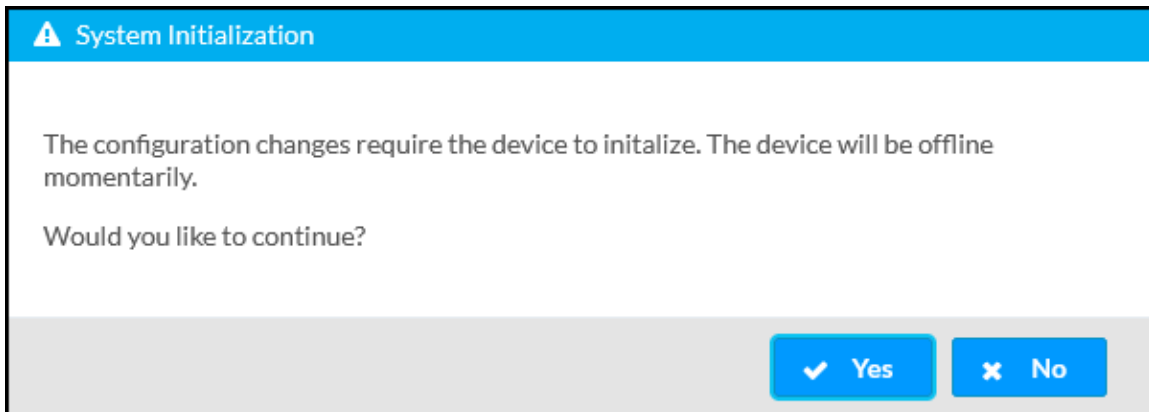 System Initialization
The configuration changes require the device to initalize. The device will be offline
momentarily.
Would you like to continue?
Yes No